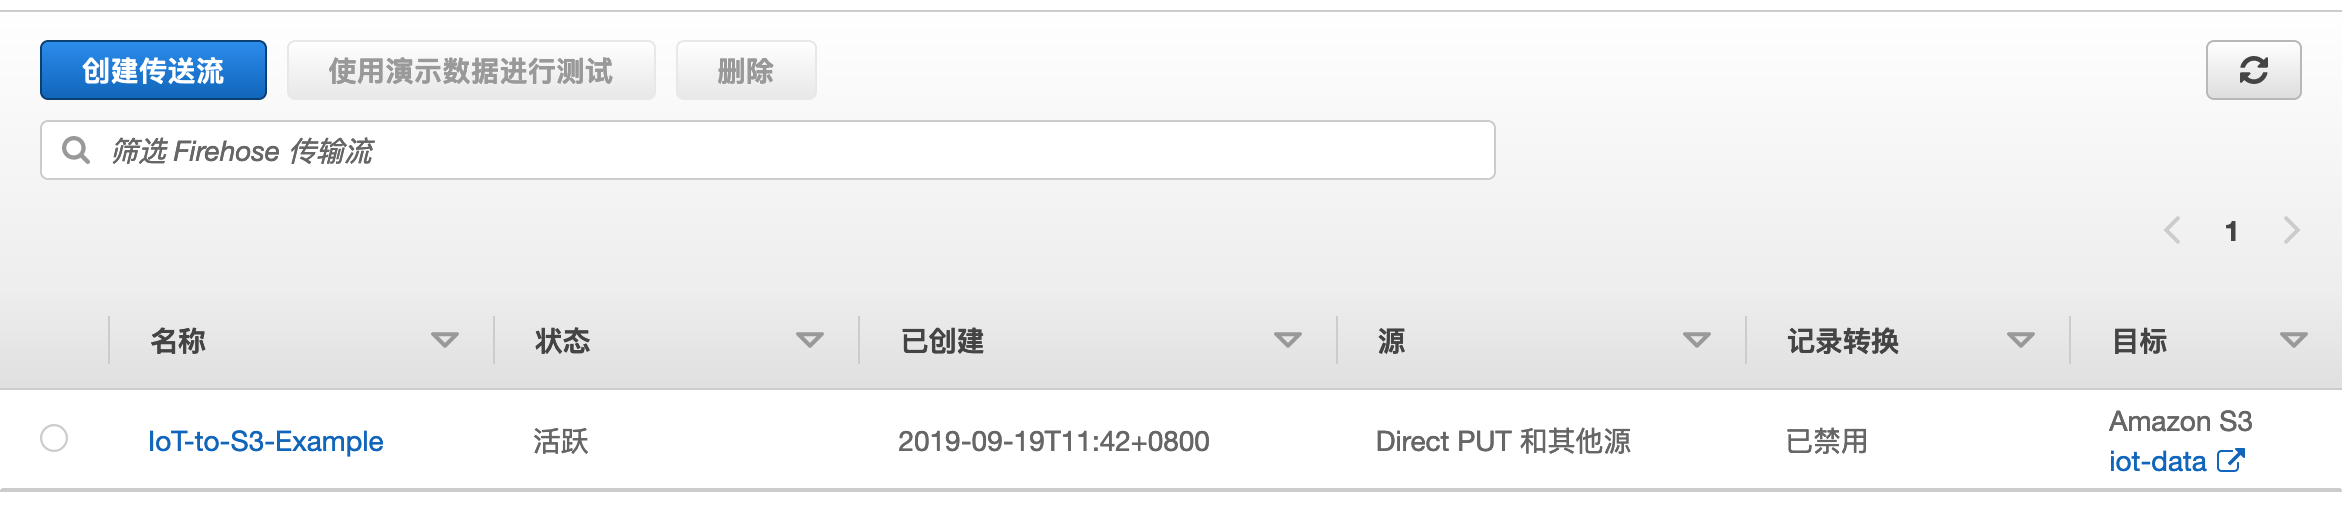 创建传送流 使用演示数据进行测试 删除
筛选 Firehose 传输流
1
名称 状态 已创建 源 记录转换 目标
IoT-to-S3-Example 活跃 2019-09-19T11:42+0800 Direct PUT 和其他源 已禁用 Amazon S3
iot-data